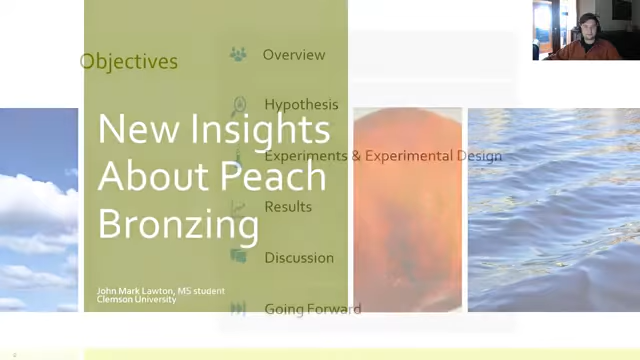 Objectives
Overview
Hypothesis
New Insights
About Peach
Bronzing
Experiments & Experimental Design
Results
Discussion
Going Forward
John Mark Lawton, MS student
Clemson University